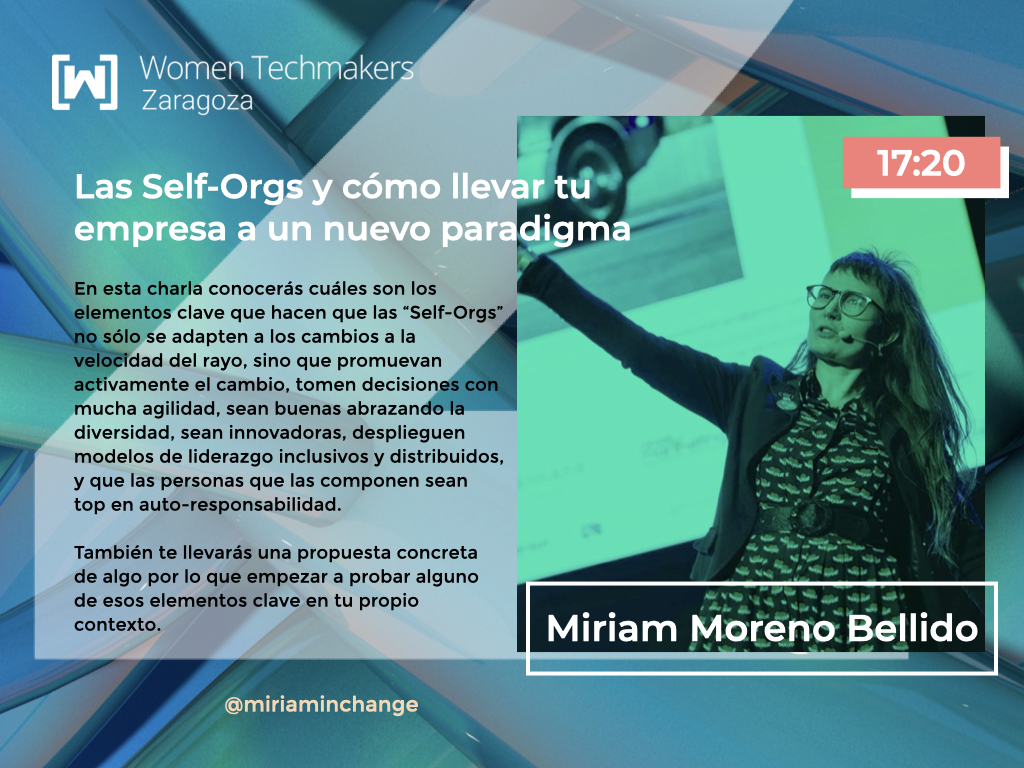 [W] Women Techmakers
Zaragoza
17:20
Las Self-Orgs y cómo llevar tu
empresa a un nuevo paradigma
En esta charla conocerás cuáles son los
elementos clave que hacen que las “Self-Orgs”
no sólo se adapten a los cambios a la
velocidad del rayo, sino que promuevan
activamente el cambio, tomen decisiones con
mucha agilidad, sean buenas abrazando la
diversidad, sean innovadoras, desplieguen
modelos de liderazgo inclusivos y distribuidos,
y que las personas que las componen sean
top en auto-responsabilidad.
También te llevarás una propuesta concreta
de algo por lo que empezar a probar alguno
de esos elementos clave en tu propio
contexto.
Miriam Moreno Bellido
@miriaminchange